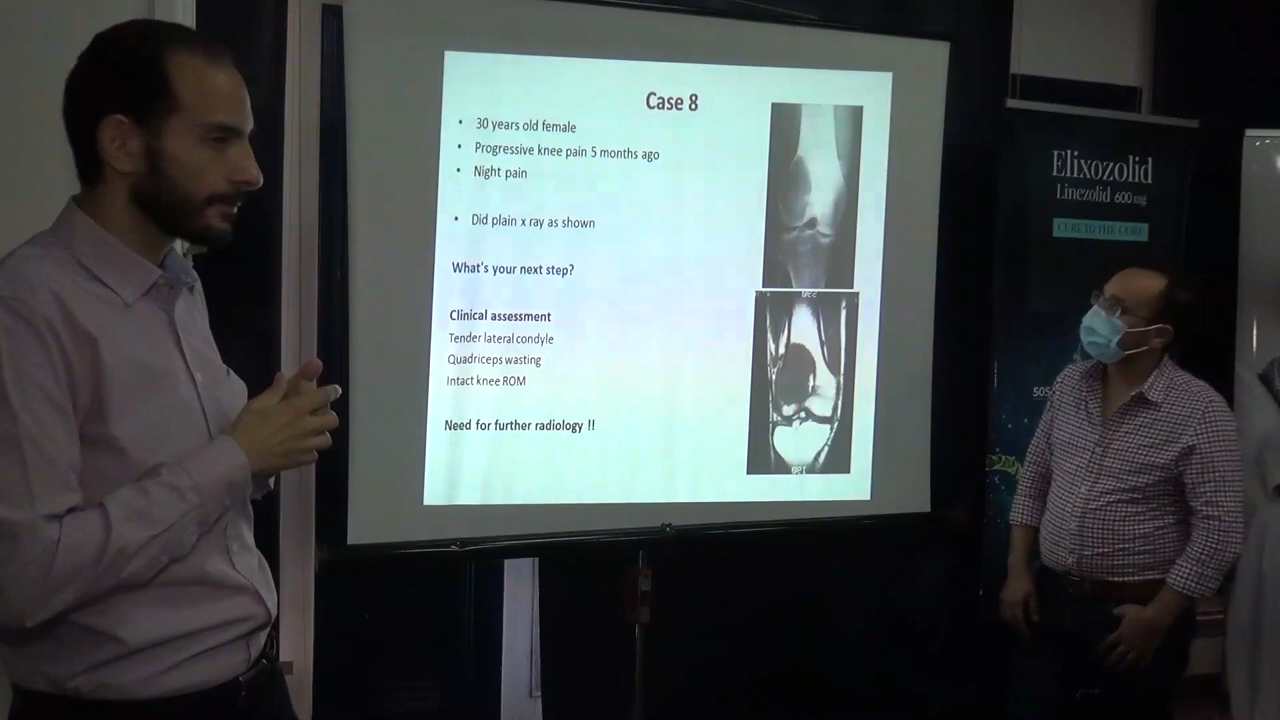 Case 8
• 30 years old female
• Progressive knee pain 5 months ago
• Night pain
• Did plain x ray as shown
What's your next step?
Clinical assessment
Tender lateral condyle
Quadriceps wasting
Intact knee ROM
Need for further radiology !!
Elixozolid
Linezolid 600 mg
CURE TO THE CORE